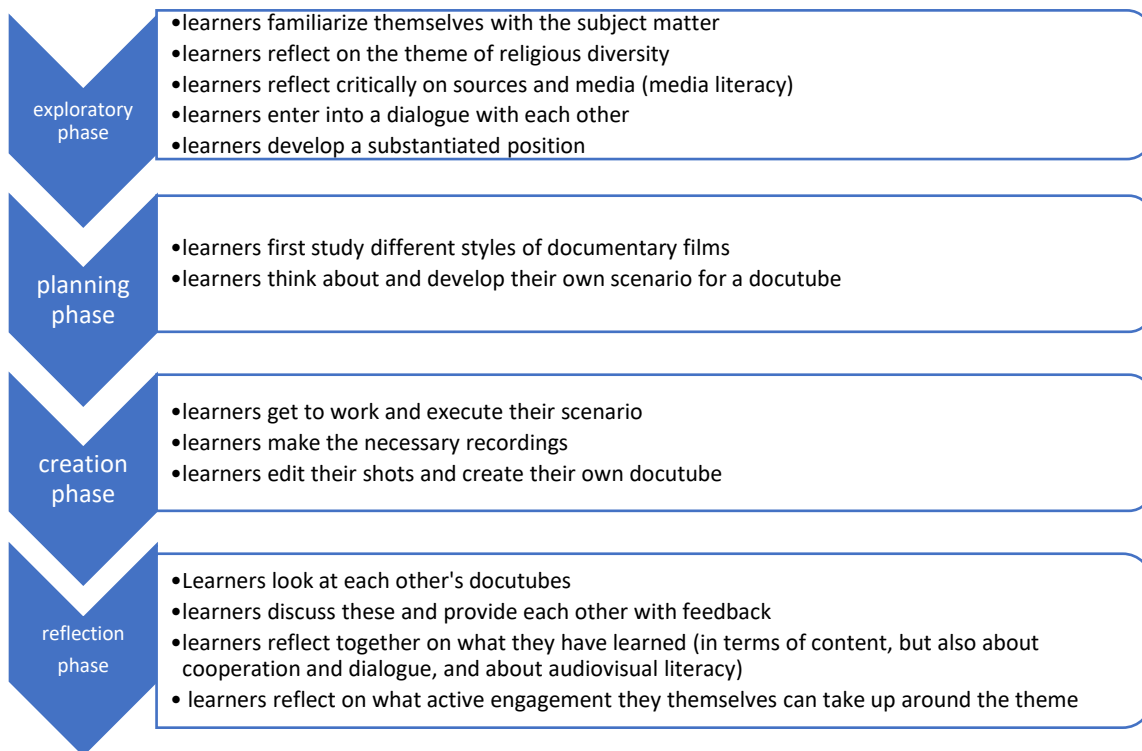 exploratory
phase
•learners familiarize themselves with the subject matter
•learners reflect on the theme of religious diversity
•learners reflect critically on sources and media (media literacy)
•learners enter into a dialogue with each other
•learners develop a substantiated position
planning
phase
•learners first study different styles of documentary films
•learners think about and develop their own scenario for a docutube
creation
phase
•learners get to work and execute their scenario
•learners make the necessary recordings
•learners edit their shots and create their own docutube
reflection
phase
•Learners look at each other's docutubes
•learners discuss these and provide each other with feedback
•learners reflect together on what they have learned (in terms of content, but also about
cooperation and dialogue, and about audiovisual literacy)
• learners reflect on what active engagement they themselves can take up around the theme